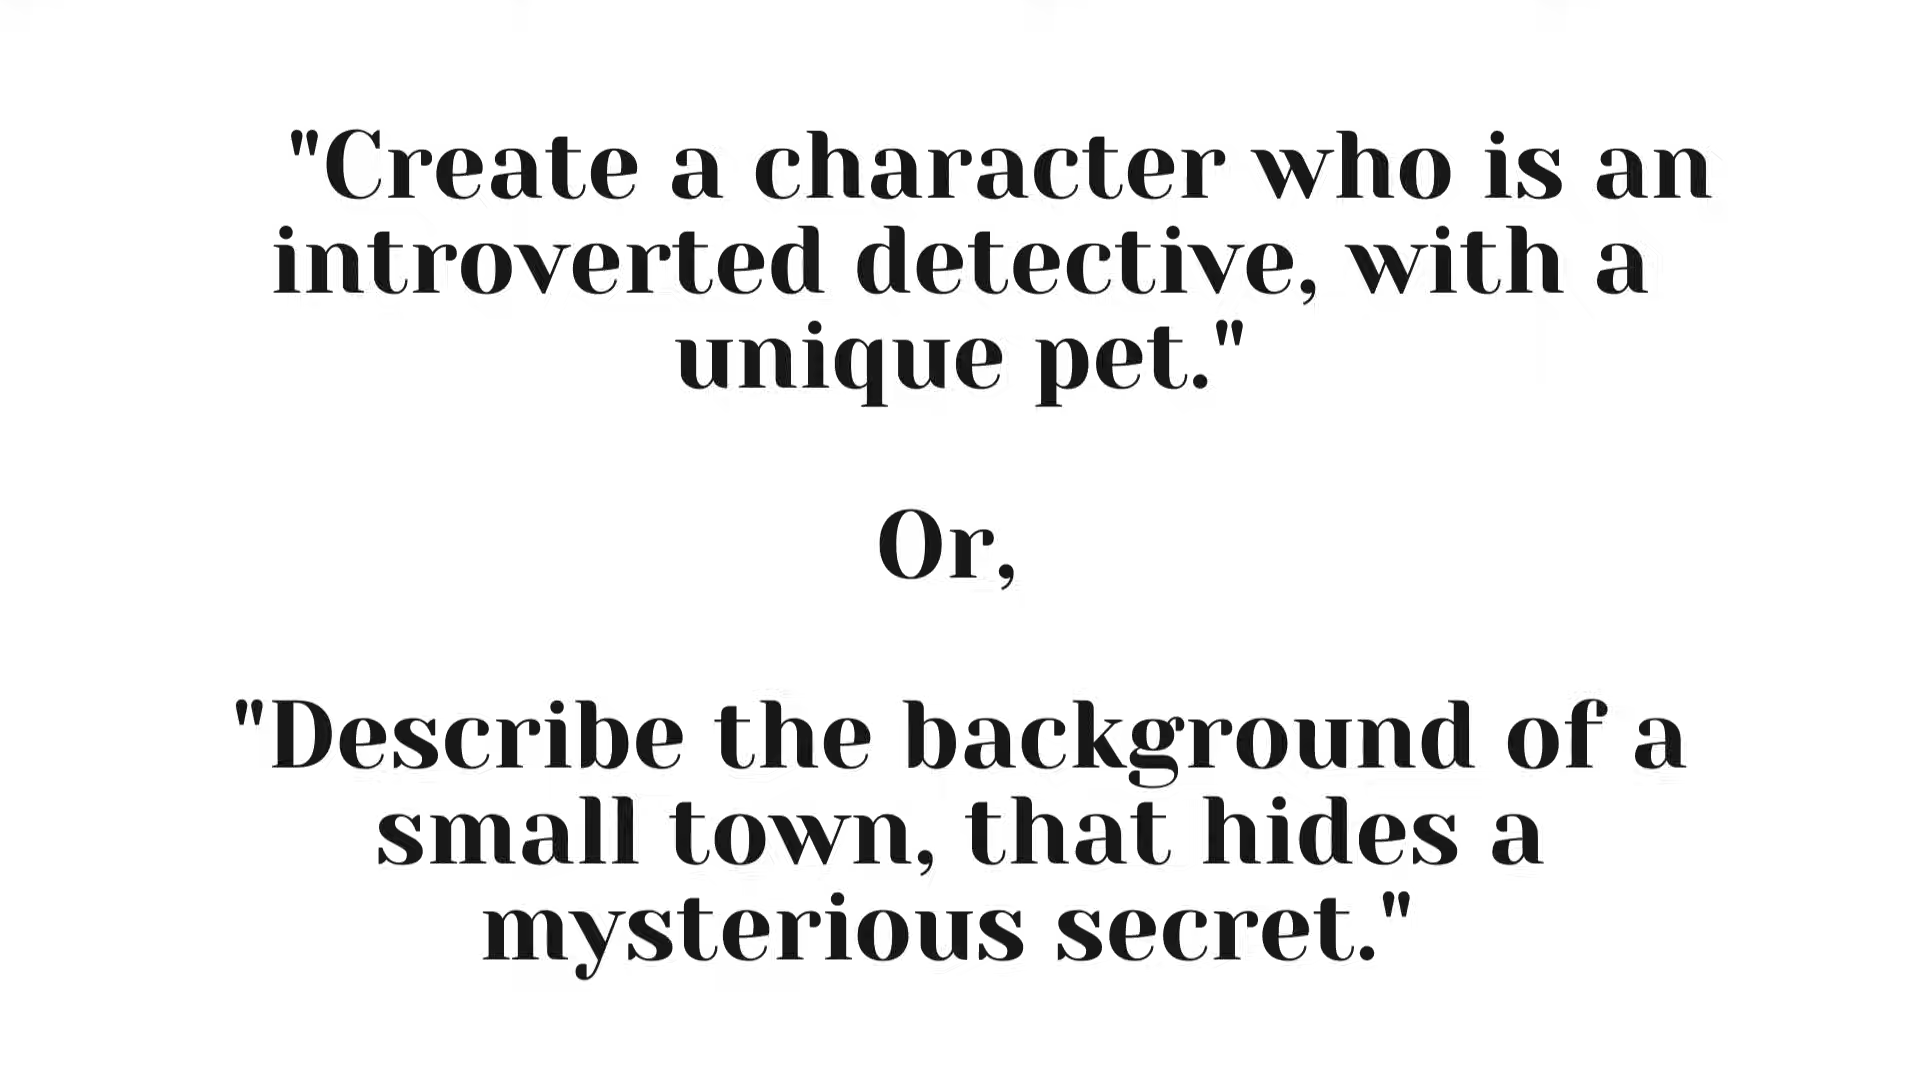 "Create a character who is an
introverted detective, with a
unique pet."
Or,
"Describe the background of a
small town, that hides a
mysterious secret."